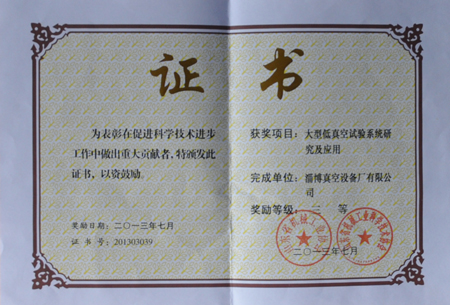 证书
为表彰在促进科学技术进步
工作中做出重大贡献者，特颁发此
证书，以资鼓励。
奖励日期：二〇一三年七月
证 书 号：201303039
获奖项目：大型低真空试验系统研
究及应用
完成单位：淄博真空设备厂有限公
司
奖励等级：二 等
二〇一三年七月